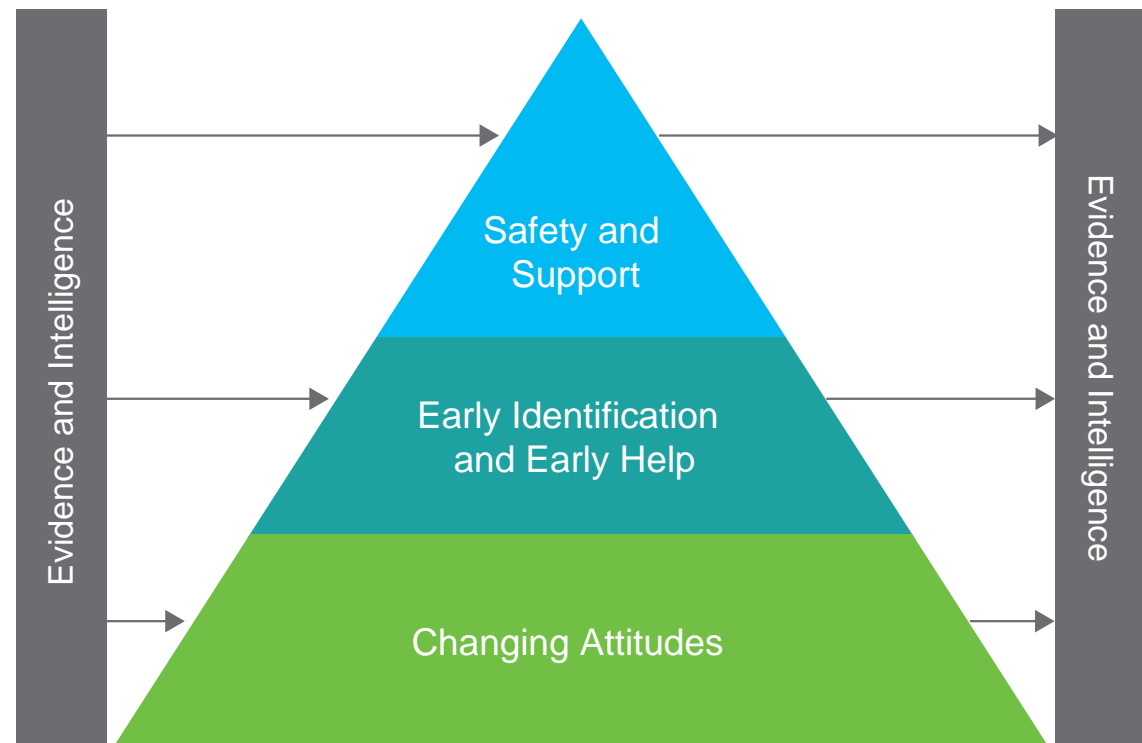 Evidence and Intelligence
Safety and
Support
Early Identification
and Early Help
Changing Attitudes
Evidence and Intelligence